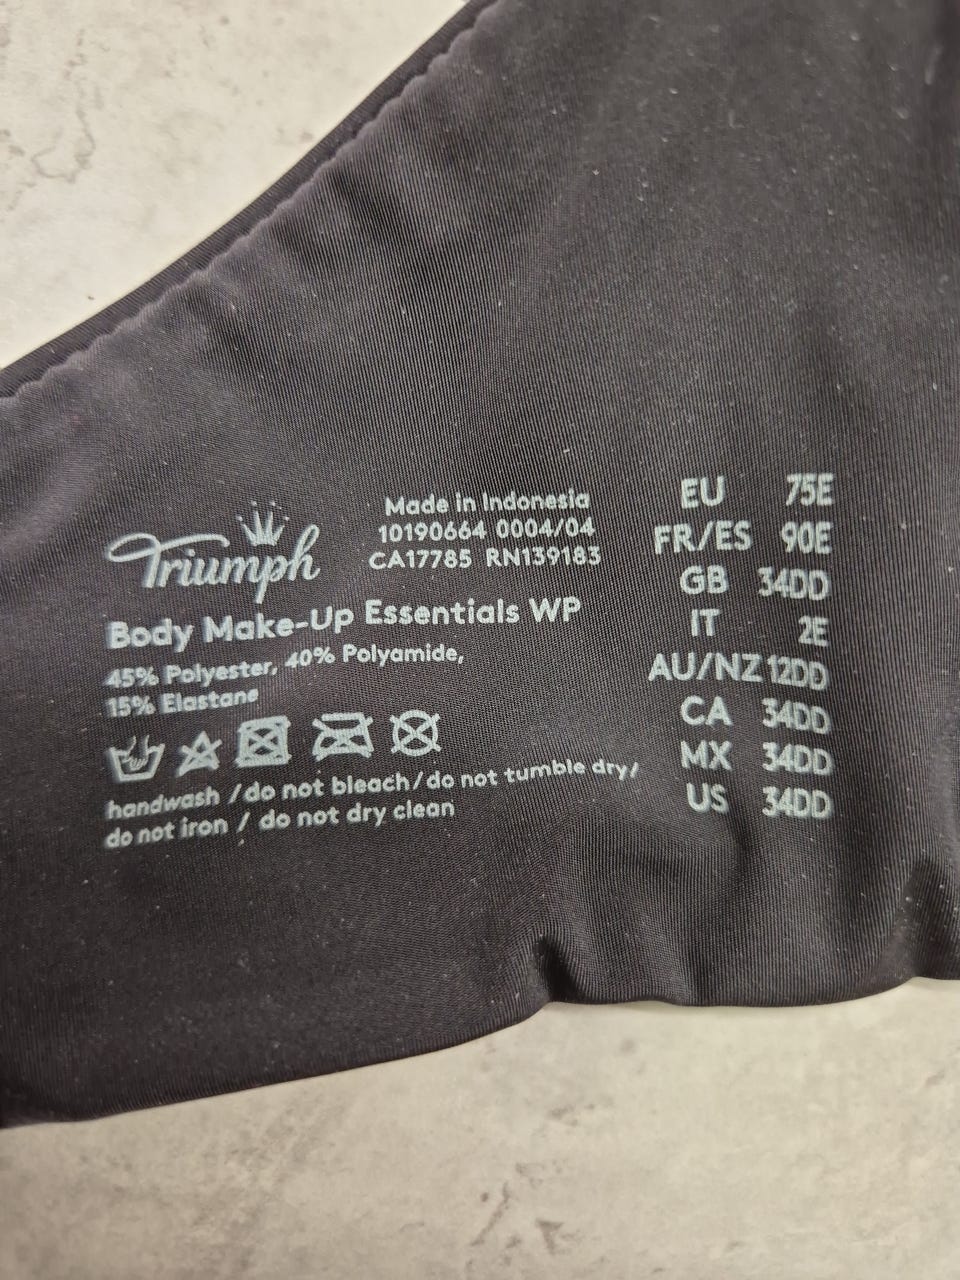 Triumph
Made in Indonesia
10190664 0004/04
CA17785 RN139183
Body Make-Up Essentials WP
45% Polyester, 40% Polyamide,
15% Elastane
handwash / do not bleach / do not tumble dry /
do not iron / do not dry clean
EU 75E
FR/ES 90E
GB 34DD
IT 2E
AU/NZ 12DD
CA 34DD
MX 34DD
US 34DD